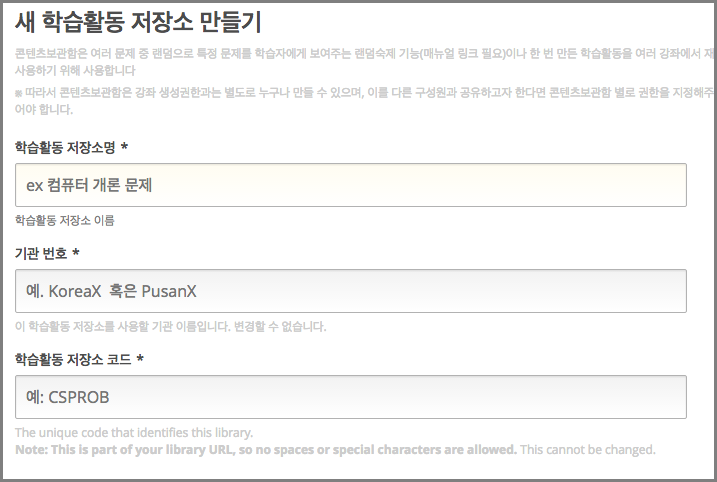 새 학습활동 저장소 만들기
콘텐츠보관함은 여러 문제 중 랜덤으로 특정 문제를 학습자에게 보여주는 랜덤숙제 기능(매뉴얼 링크 필요)이나 한 번 만든 학습활동을 여러 강좌에서 재
사용하기 위해 사용합니다
※ 따라서 콘텐츠보관함은 강좌 생성권한과는 별도로 누구나 만들 수 있으며, 이를 다른 구성원과 공유하고자 한다면 콘텐츠보관함 별로 권한을 지정해주
어야 합니다.
학습활동 저장소명 *
ex 컴퓨터 개론 문제
학습활동 저장소 이름
기관 번호 *
예. KoreaX 혹은 PusanX
이 학습활동 저장소를 사용할 기관 이름입니다. 변경할 수 없습니다.
학습활동 저장소 코드 *
예: CSPROB
The unique code that identifies this library.
Note: This is part of your library URL, so no spaces or special characters are allowed. This cannot be changed.